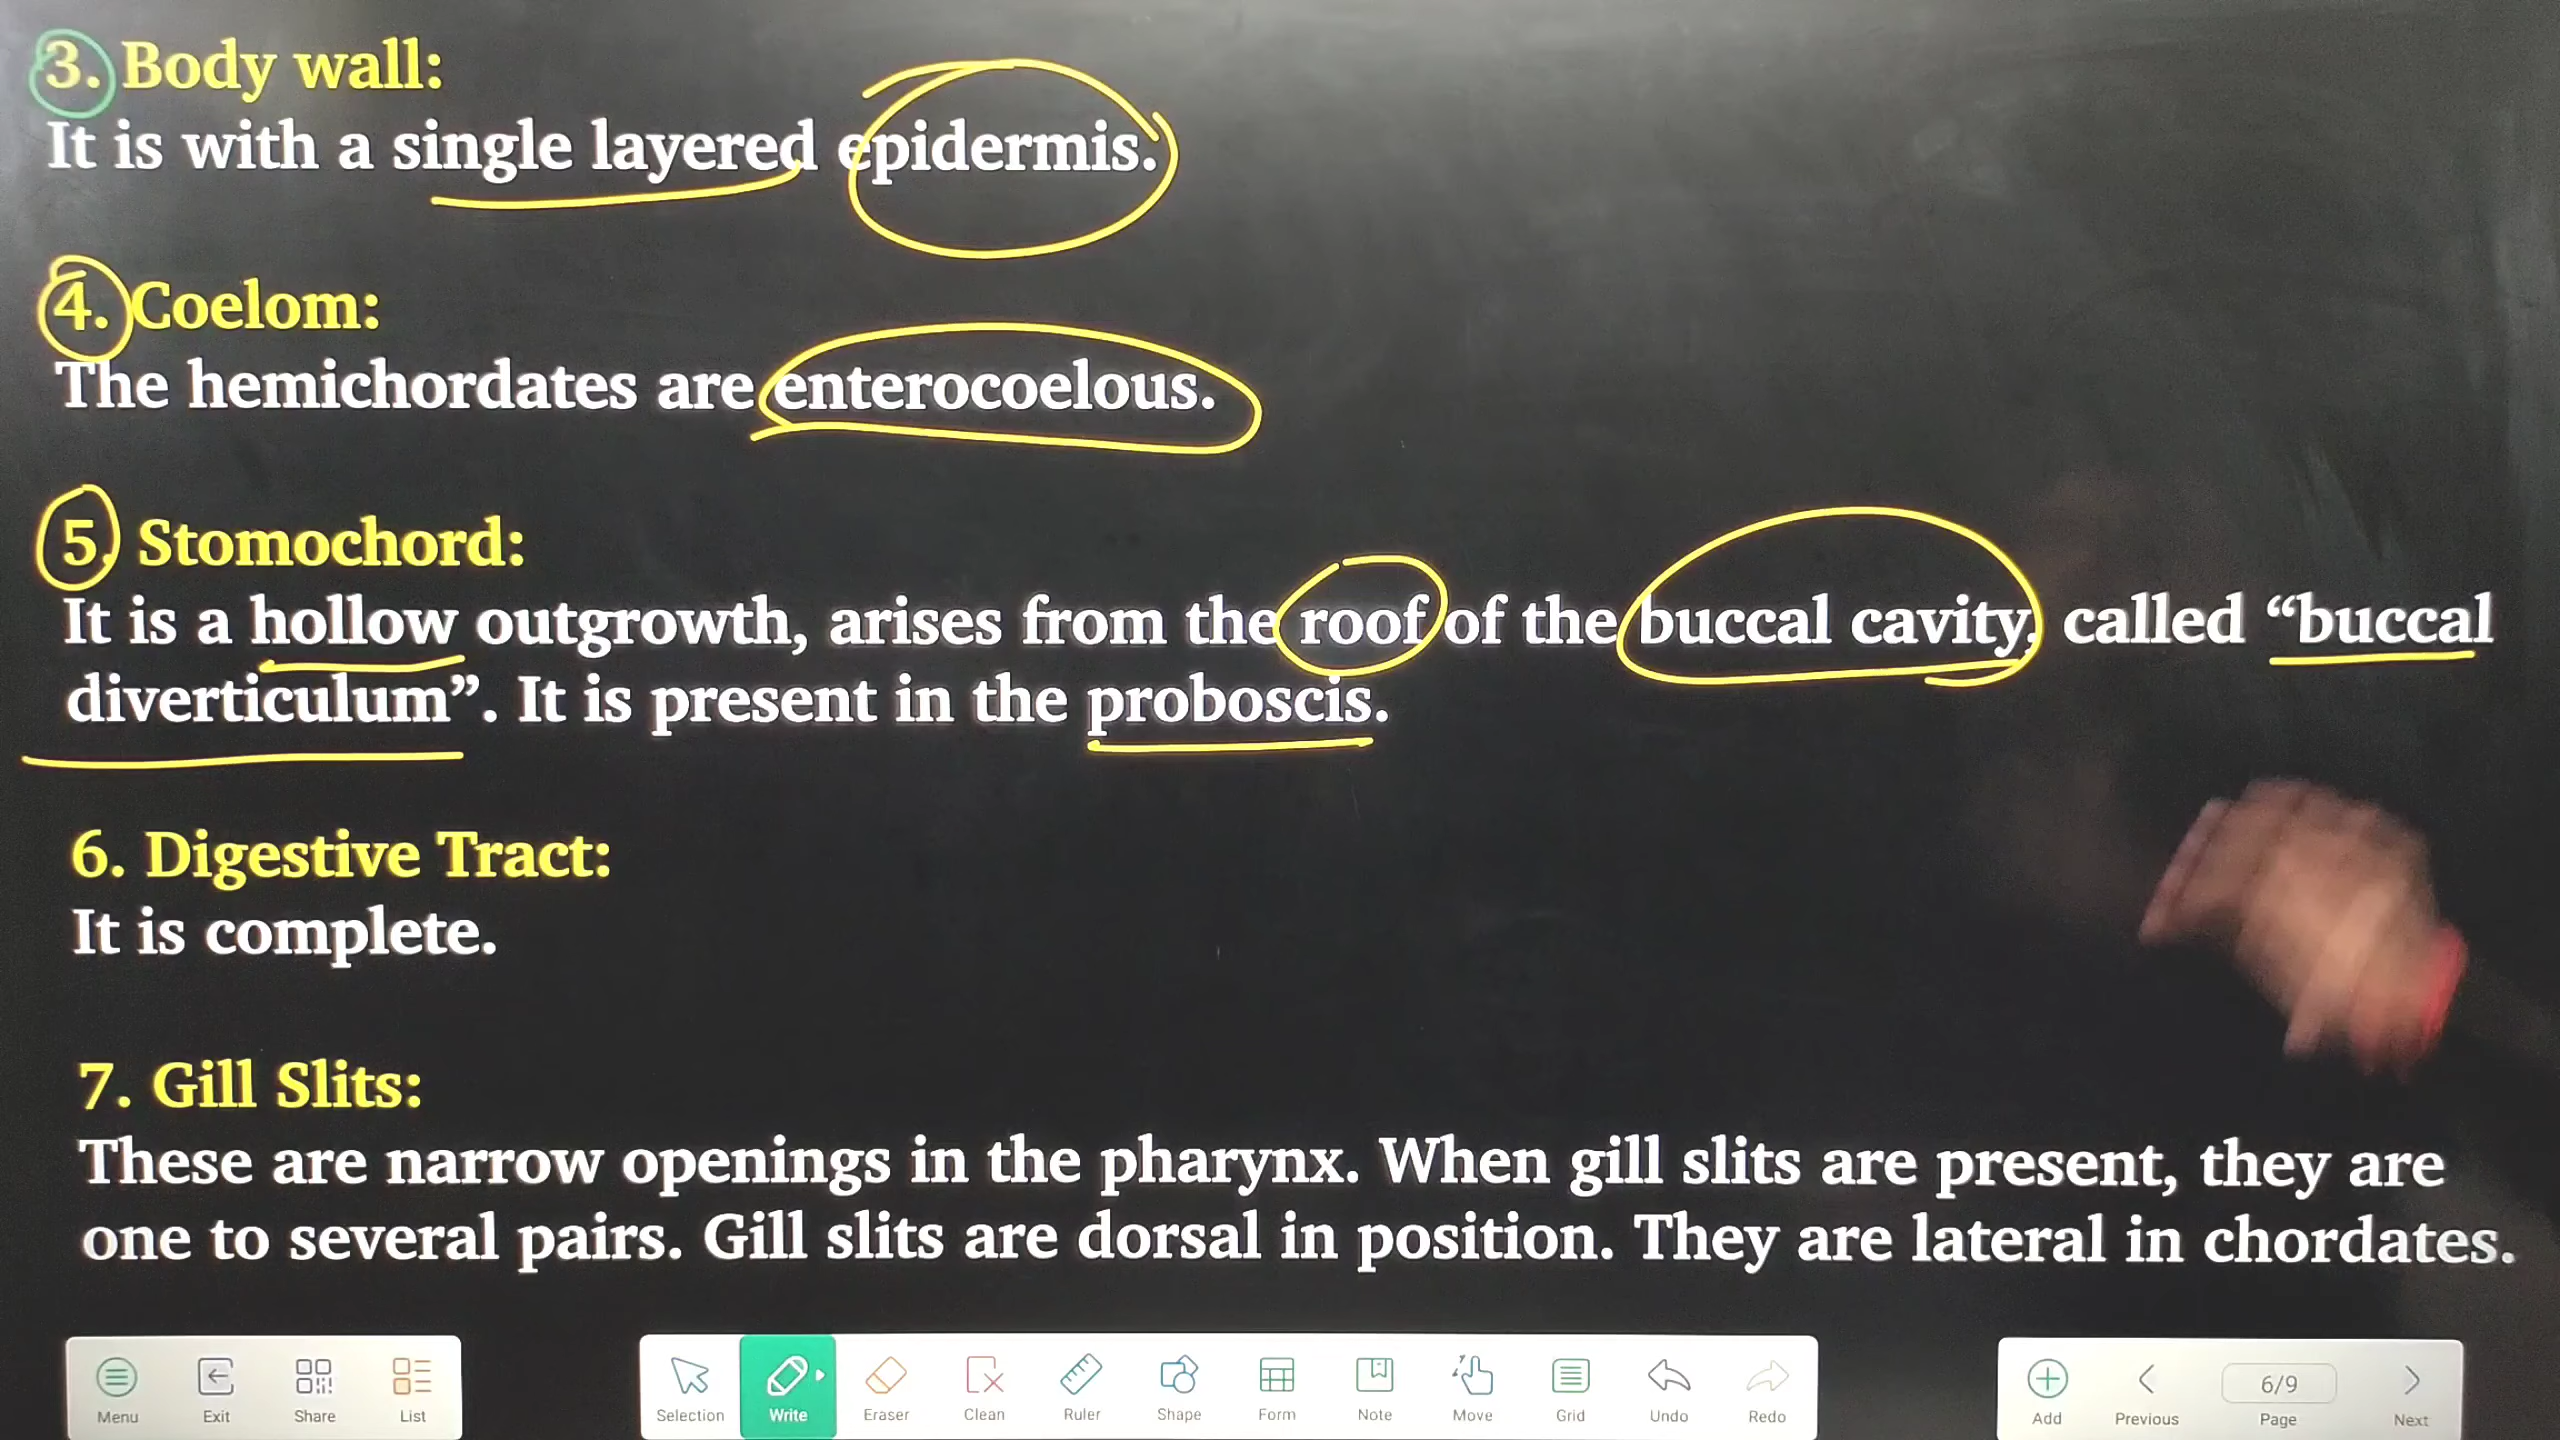 3. Body wall:
It is with a single layered epidermis.
4. Coelom:
The hemichordates are enterocoelous.
5. Stomochord:
It is a hollow outgrowth, arises from the roof of the buccal cavity, called “buccal
diverticulum”. It is present in the proboscis.
6. Digestive Tract:
It is complete.
7. Gill Slits:
These are narrow openings in the pharynx. When gill slits are present, they are
one to several pairs. Gill slits are dorsal in position. They are lateral in chordates.
Menu Exit Share List Selection Write Eraser Clean Ruler Shape Form Note Move Grid Undo Redo Add Previous 6/9 Page Next